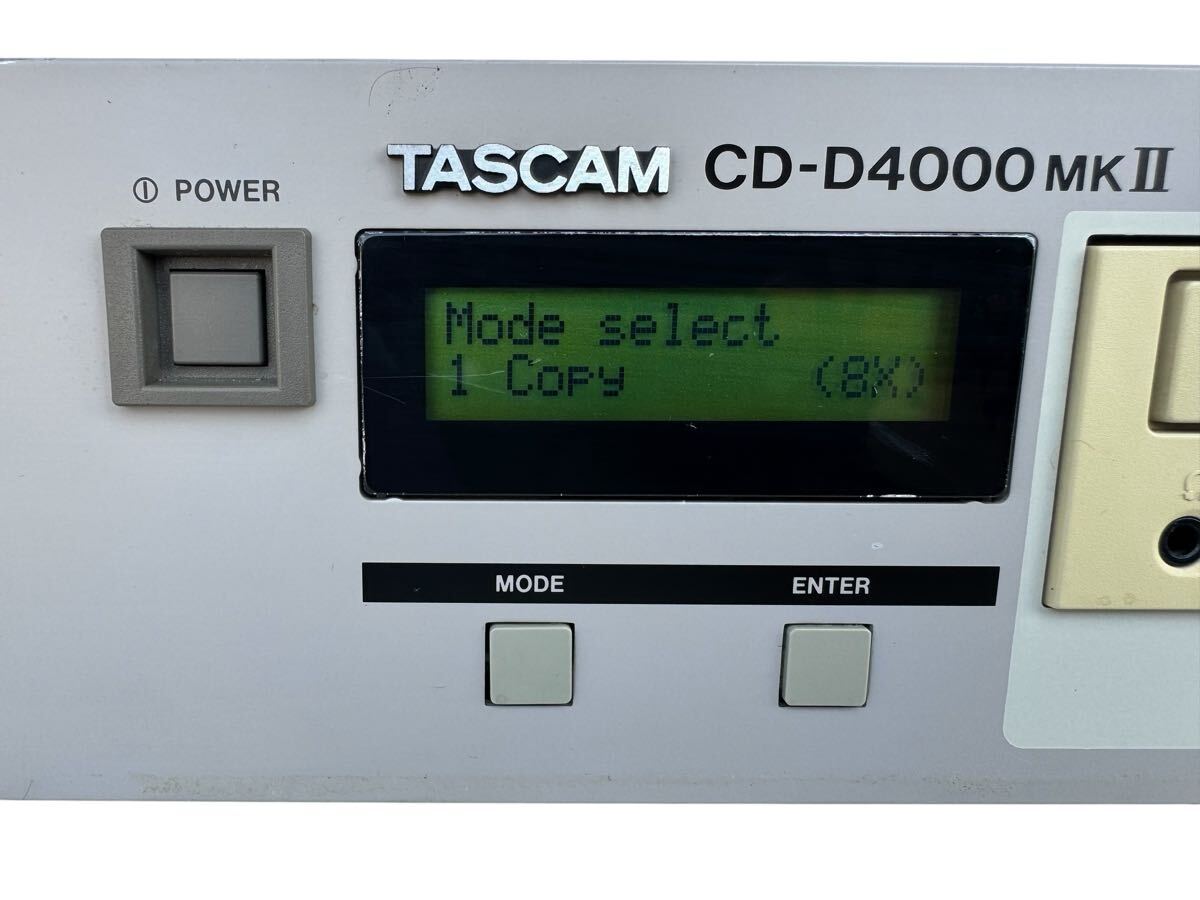 TASCAM CD-D4000 MKII
POWER
Mode select
1 Copy (8X)
MODE ENTER